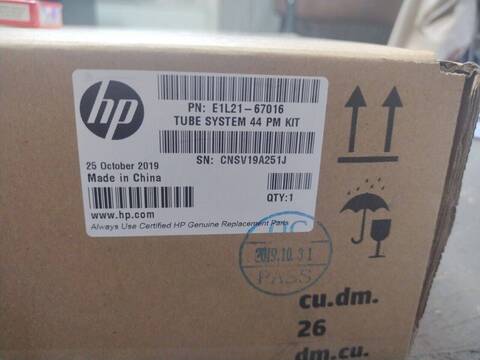 hp
PN: E1L21-67016
TUBE SYSTEM 44 PM KIT
SN: CNSV19A251J
25 October 2019
Made in China
QTY:1
www.hp.com
Always Use Certified HP Genuine Replacement Parts
QC
2019.10.31
PASS
cu.dm.
26
dm.cu.